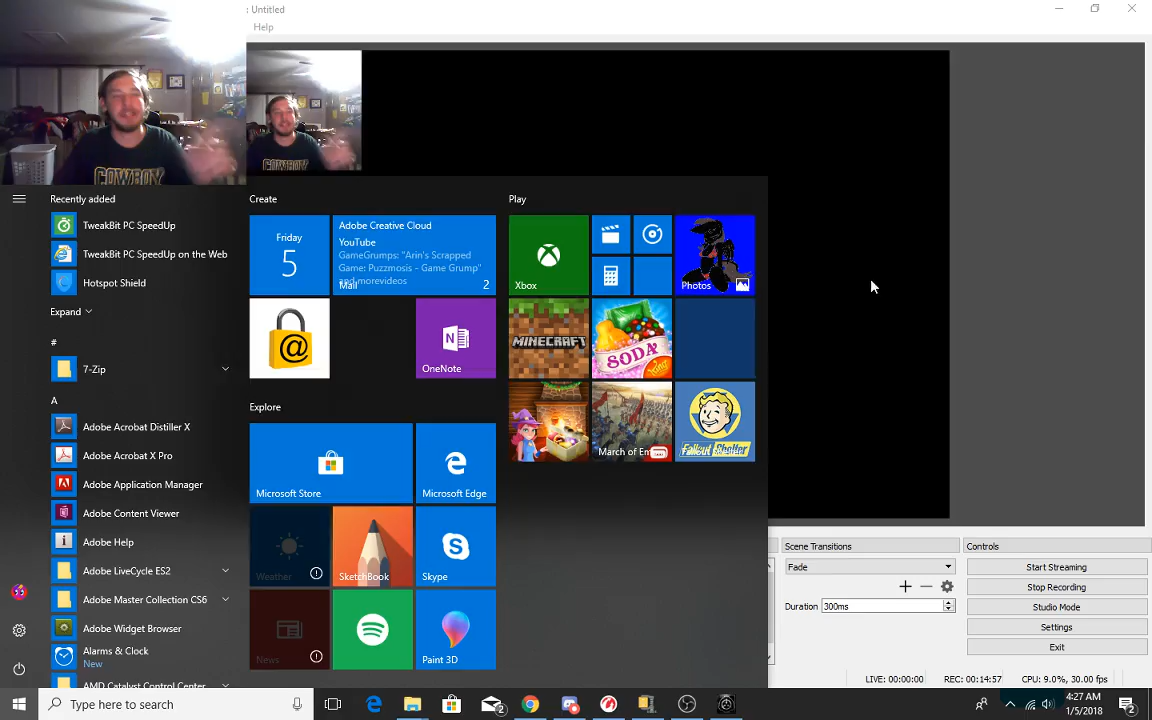 : Untitled
Help
COWBOY
Recently added
TweakBit PC SpeedUp
TweakBit PC SpeedUp on the Web
Hotspot Shield
Expand
#
7-Zip
A
Adobe Acrobat Distiller X
Adobe Acrobat X Pro
Adobe Application Manager
Adobe Content Viewer
Adobe Help
Adobe LiveCycle ES2
Adobe Master Collection CS6
Adobe Widget Browser
Alarms & Clock
New
AMD Catalyst Control Center
Create
Friday
5
Adobe Creative Cloud
YouTube
GameGrumps: "Arin's Scrapped
Game: Puzzmosis - Game Grump"
and morevideos
Mail
2
@
N
OneNote
Explore
Microsoft Store
Microsoft Edge
Weather
SketchBook
Skype
News
Paint 3D
Play
Xbox
Photos
MINECRAFT
SODA
King
March of Em
Fallout Shelter
Scene Transitions
Fade
Duration
300ms
Controls
Start Streaming
Stop Recording
Studio Mode
Settings
Exit
LIVE: 00:00:00
REC: 00:14:57
CPU: 9.0%, 30.00 fps
Type here to search
2
4:27 AM
1/5/2018
2